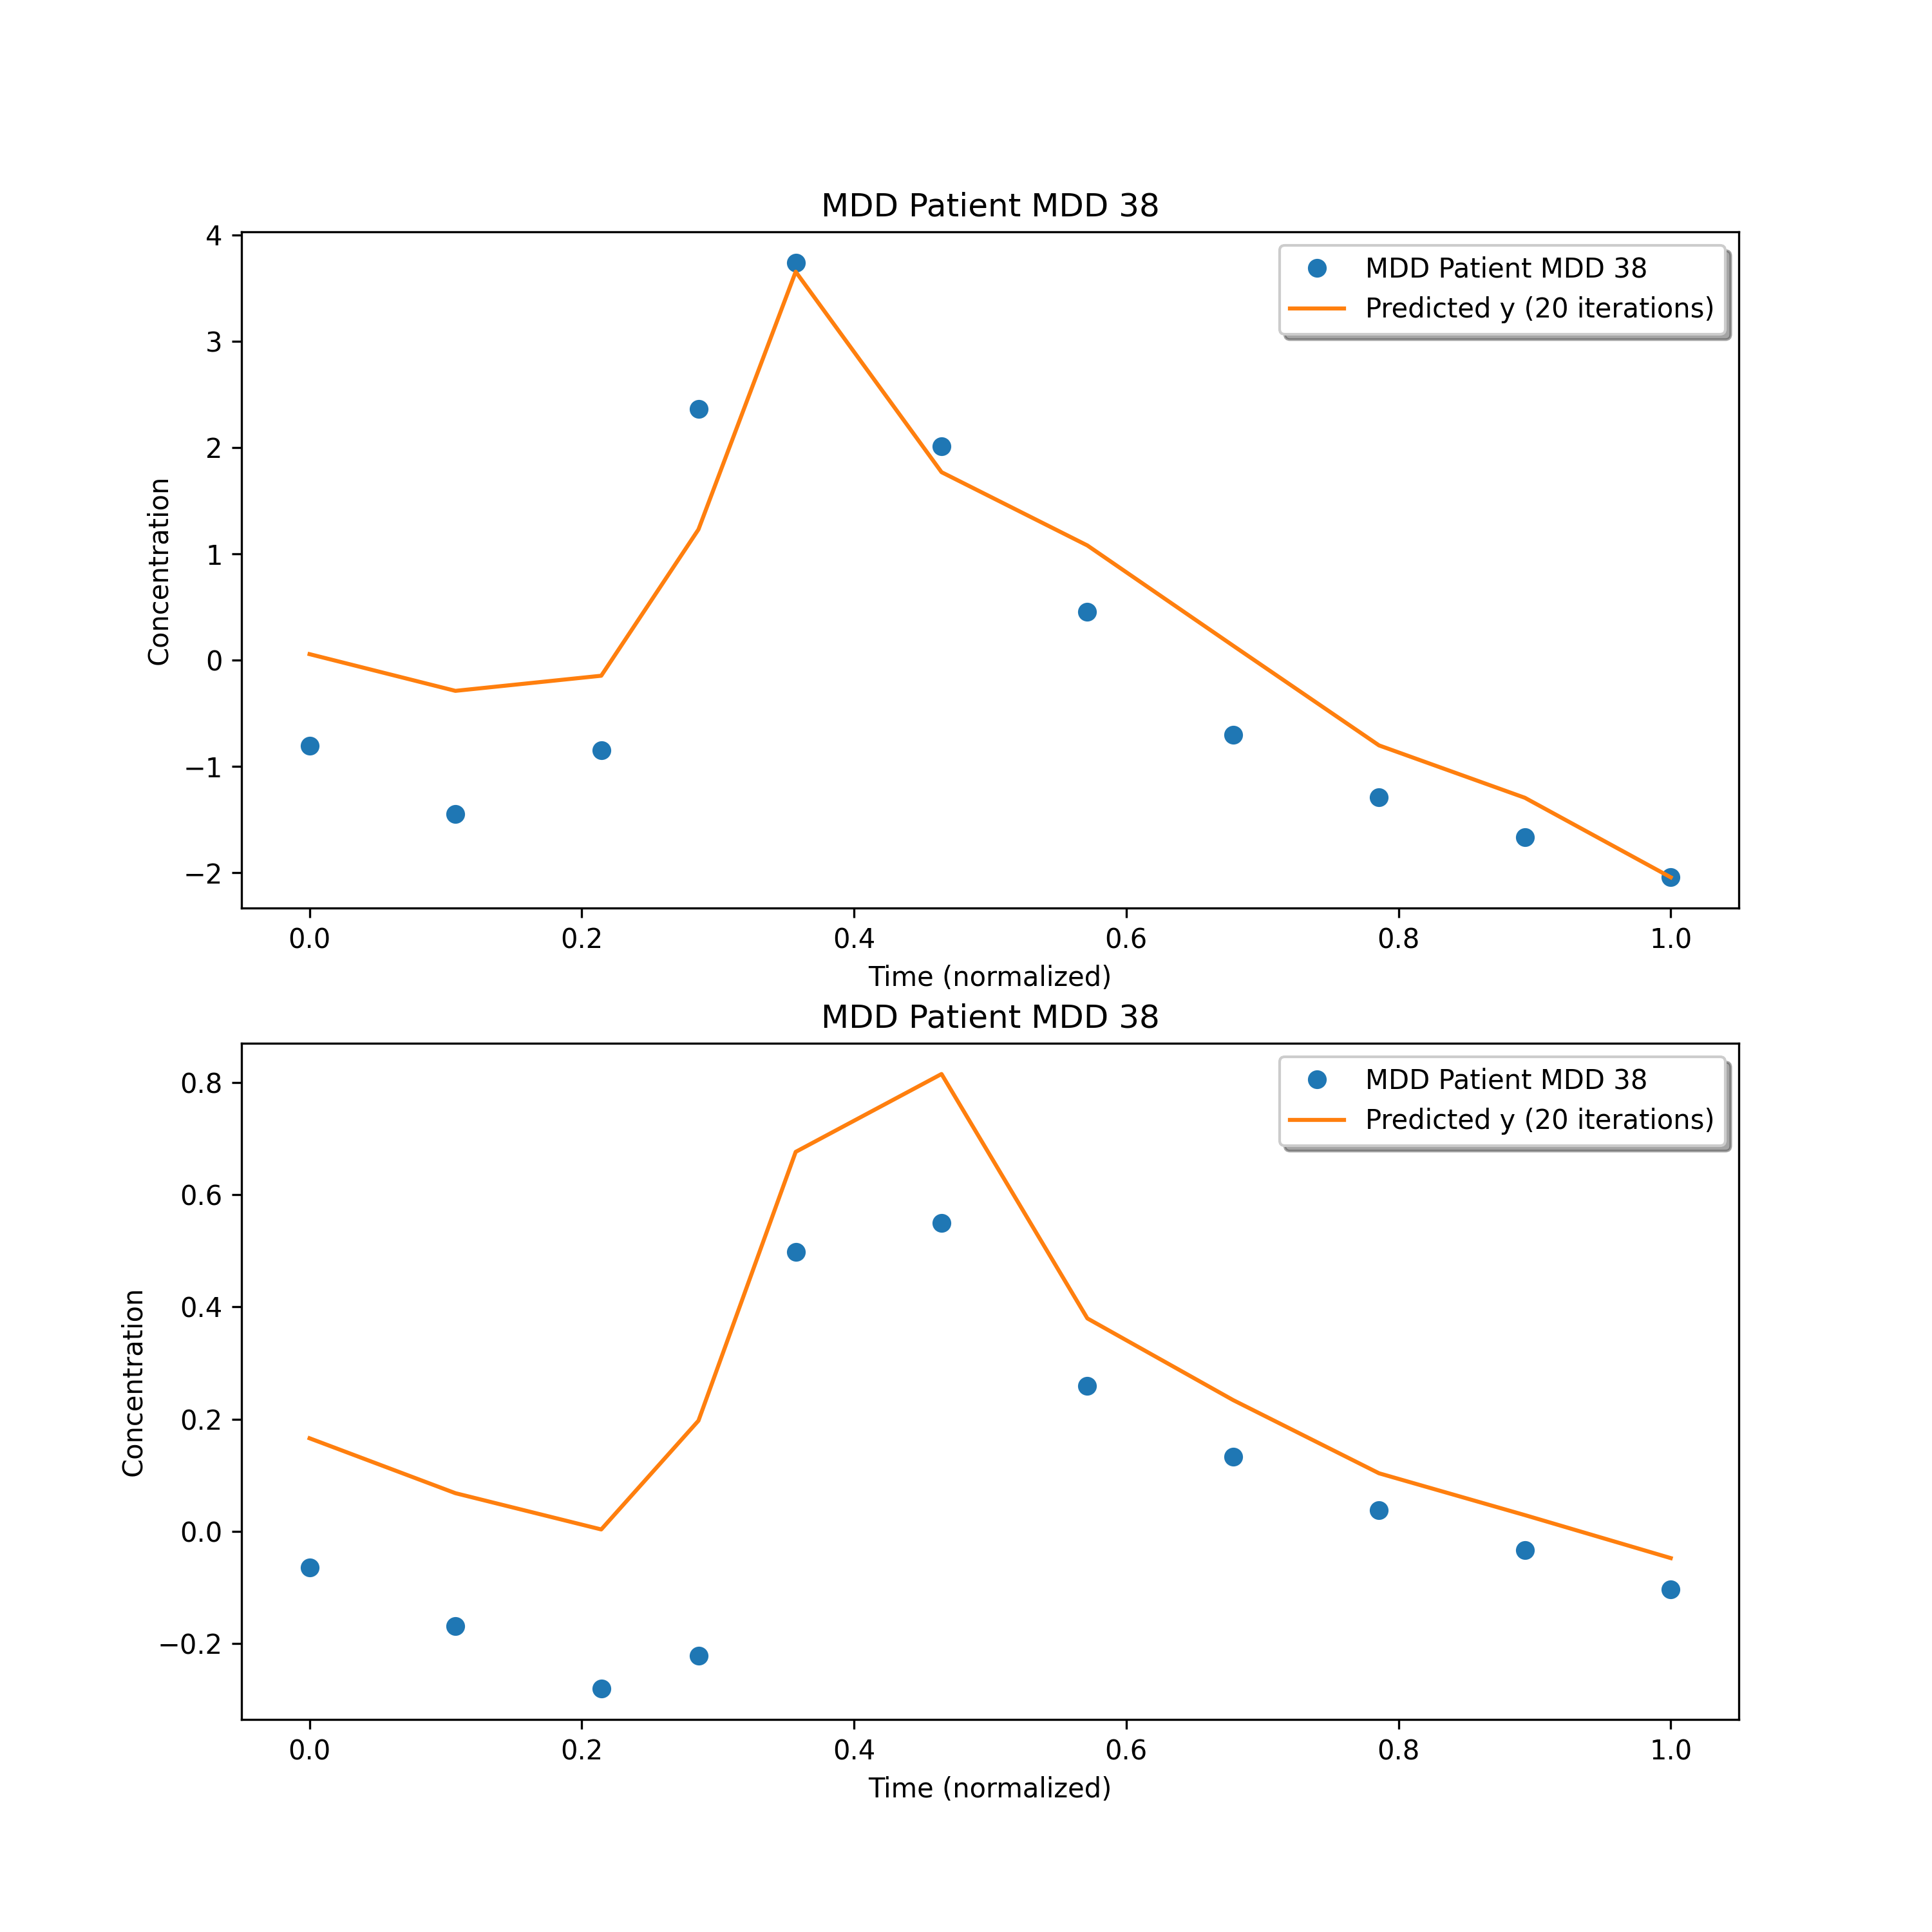 MDD Patient MDD 38
MDD Patient MDD 38
Predicted y (20 iterations)
4
3
2
1
0
−1
−2
Concentration
0.0 0.2 0.4 0.6 0.8 1.0
Time (normalized)
MDD Patient MDD 38
MDD Patient MDD 38
Predicted y (20 iterations)
0.8
0.6
0.4
0.2
0.0
−0.2
Concentration
0.0 0.2 0.4 0.6 0.8 1.0
Time (normalized)